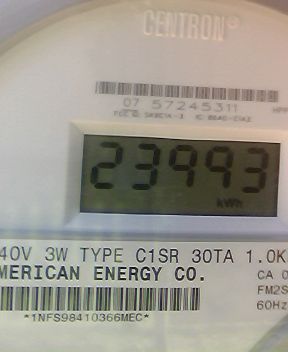 CENTRON®
07 57245311
23993
kWh
40V 3W TYPE C1SR 30TA 1.0K
MERICAN ENERGY CO.
CA 0
FM2S
60Hz
*1NFS98410366MEC*